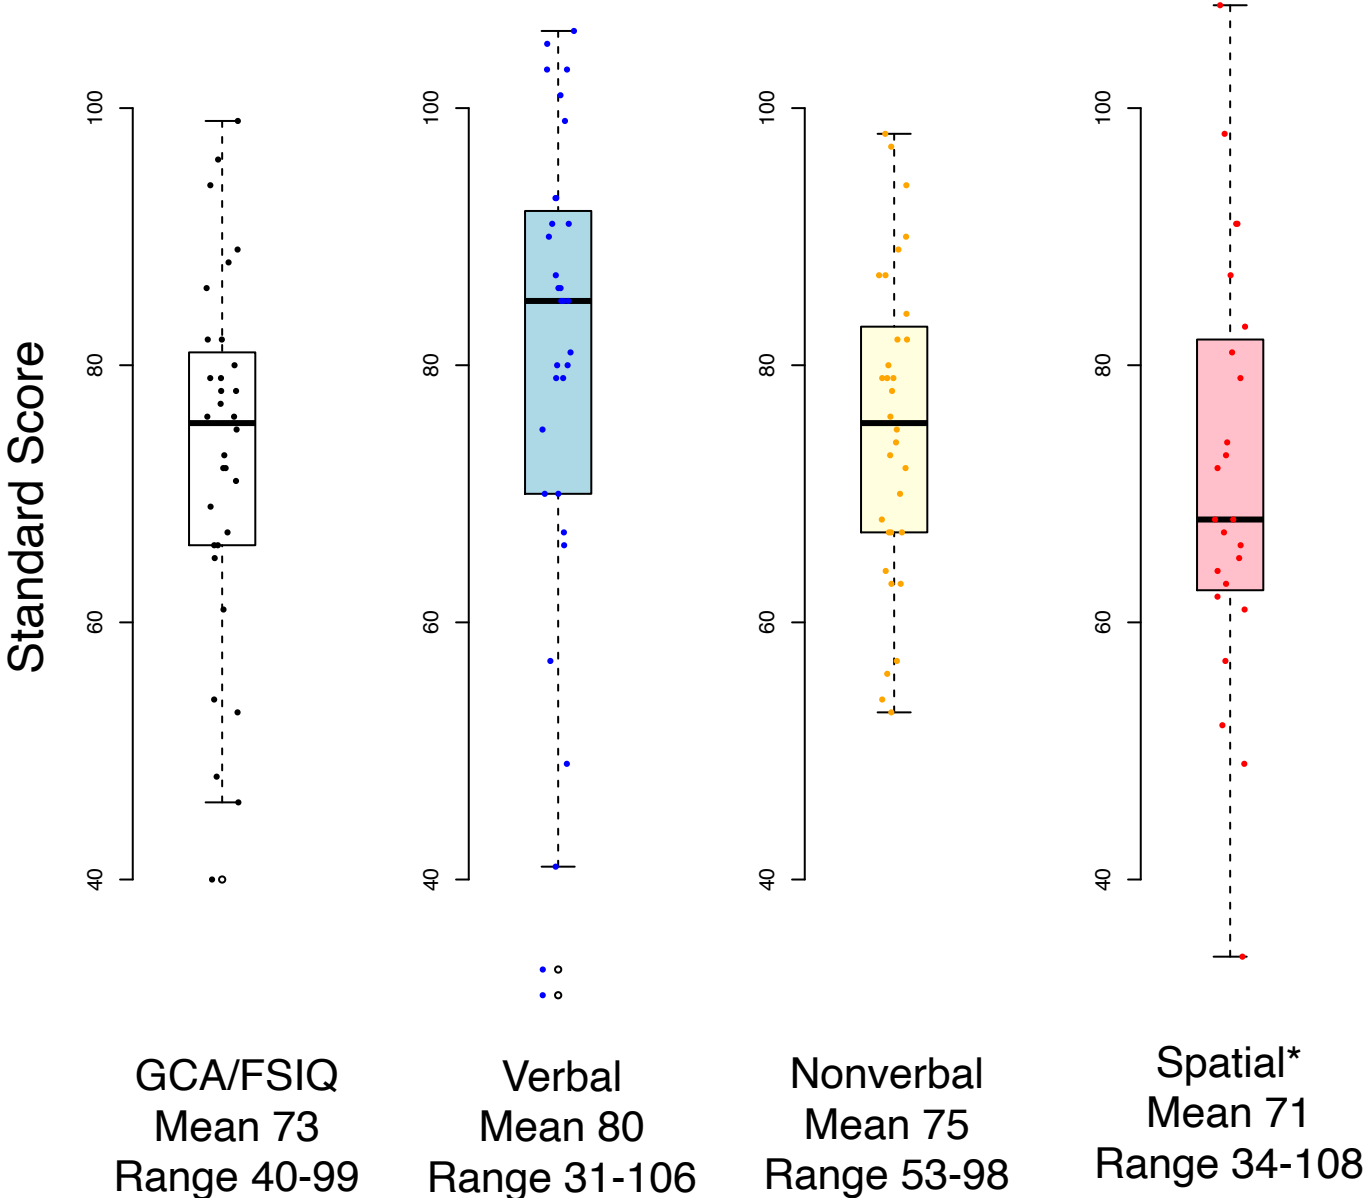 Standard Score
100
80
60
40
100
80
60
40
100
80
60
40
100
80
60
40
GCA/FSIQ
Mean 73
Range 40-99
Verbal
Mean 80
Range 31-106
Nonverbal
Mean 75
Range 53-98
Spatial*
Mean 71
Range 34-108